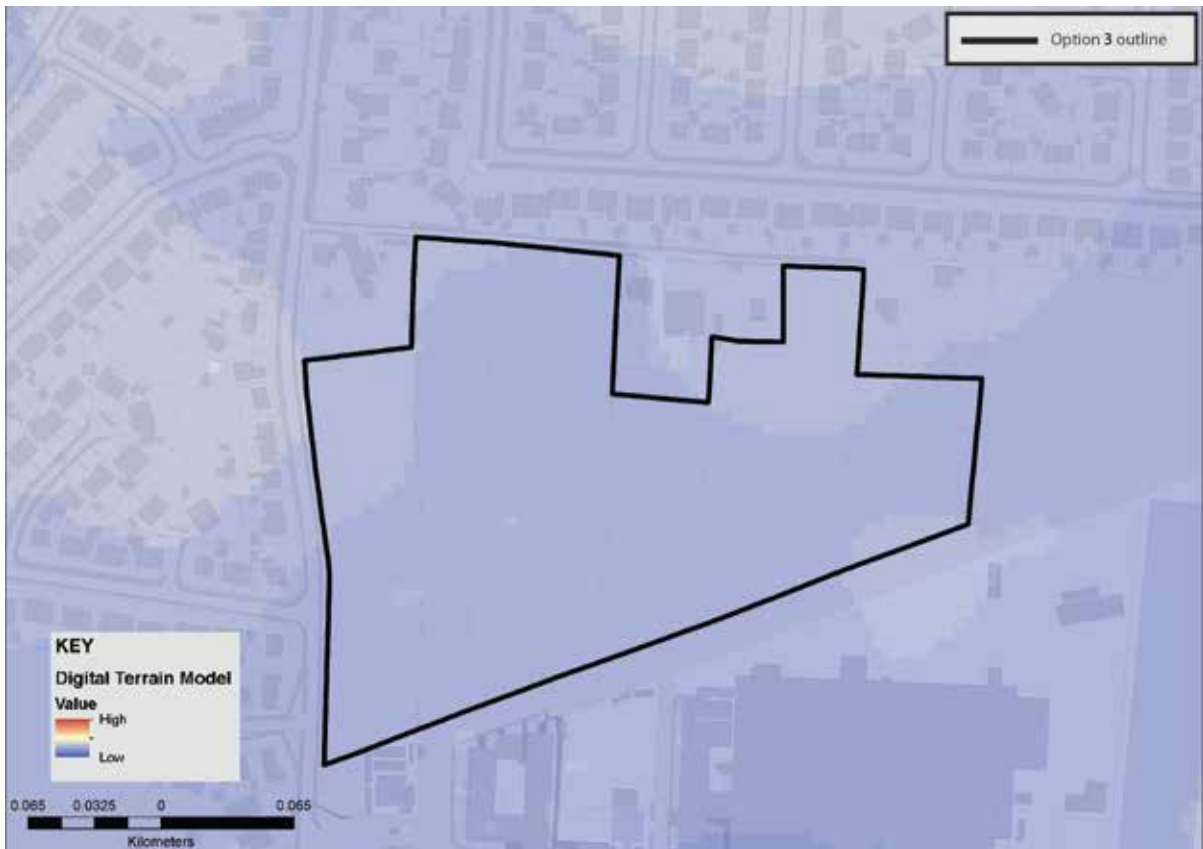 Option 3 outline
KEY
Digital Terrain Model
Value
High
Low
0.065 0.0325 0 0.065
Kilometers